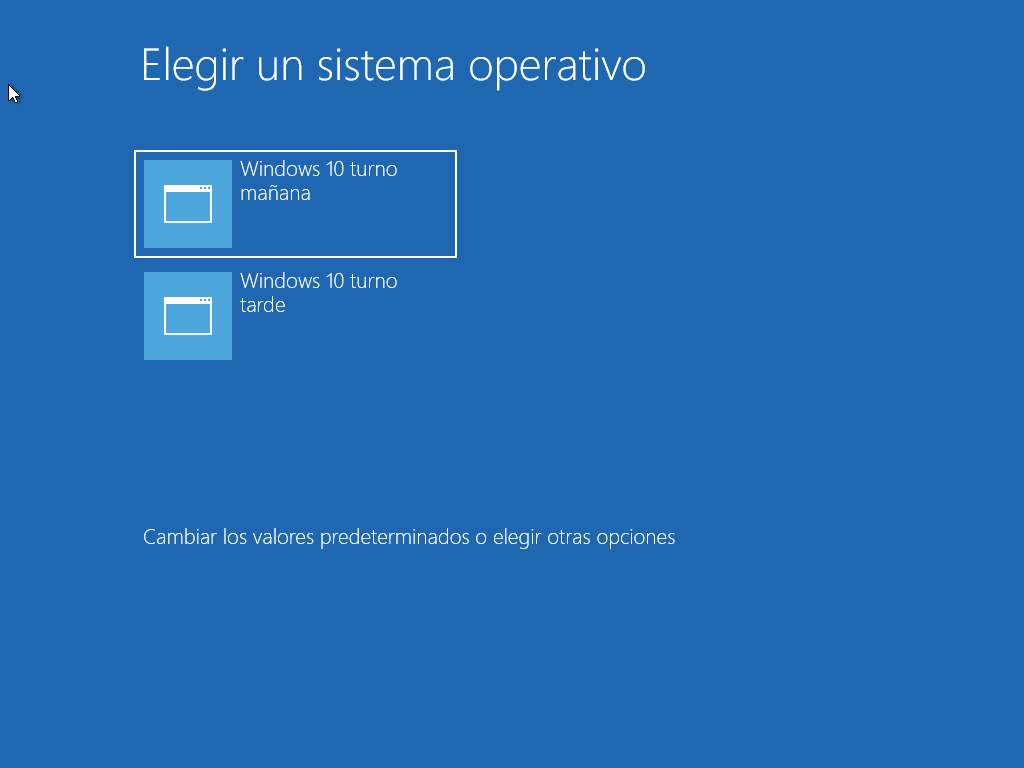 Elegir un sistema operativo
Windows 10 turno
mañana
Windows 10 turno
tarde
Cambiar los valores predeterminados o elegir otras opciones